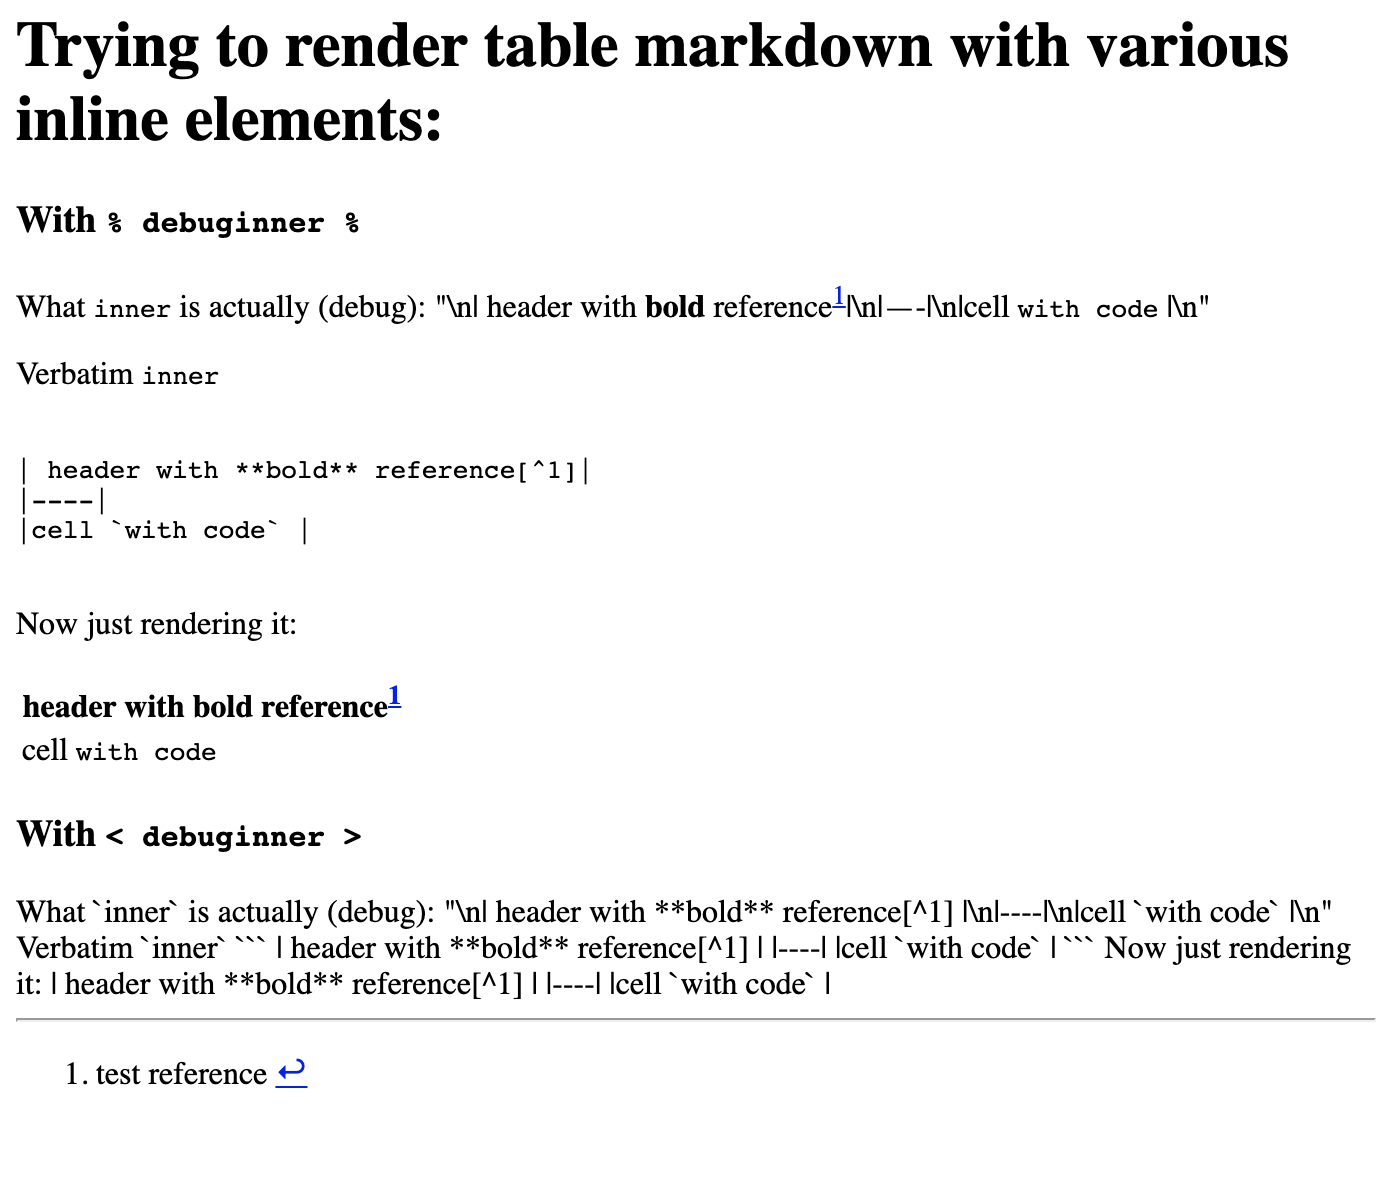 Trying to render table markdown with various
inline elements:
With % debuginner %
What inner is actually (debug): "\n| header with bold reference1|\n|—-|\n|cell with code |\n"
Verbatim inner
| header with **bold** reference[^1]|
|----|
|cell `with code` |
Now just rendering it:
header with bold reference1
cell with code
With < debuginner >
What `inner` is actually (debug): "\n| header with **bold** reference[^1] |\n|----|\n|cell `with code` |\n"
Verbatim `inner` ``` | header with **bold** reference[^1] | |----| |cell `with code` | ``` Now just rendering
it: | header with **bold** reference[^1] | |----| |cell `with code` |
1. test reference ↩